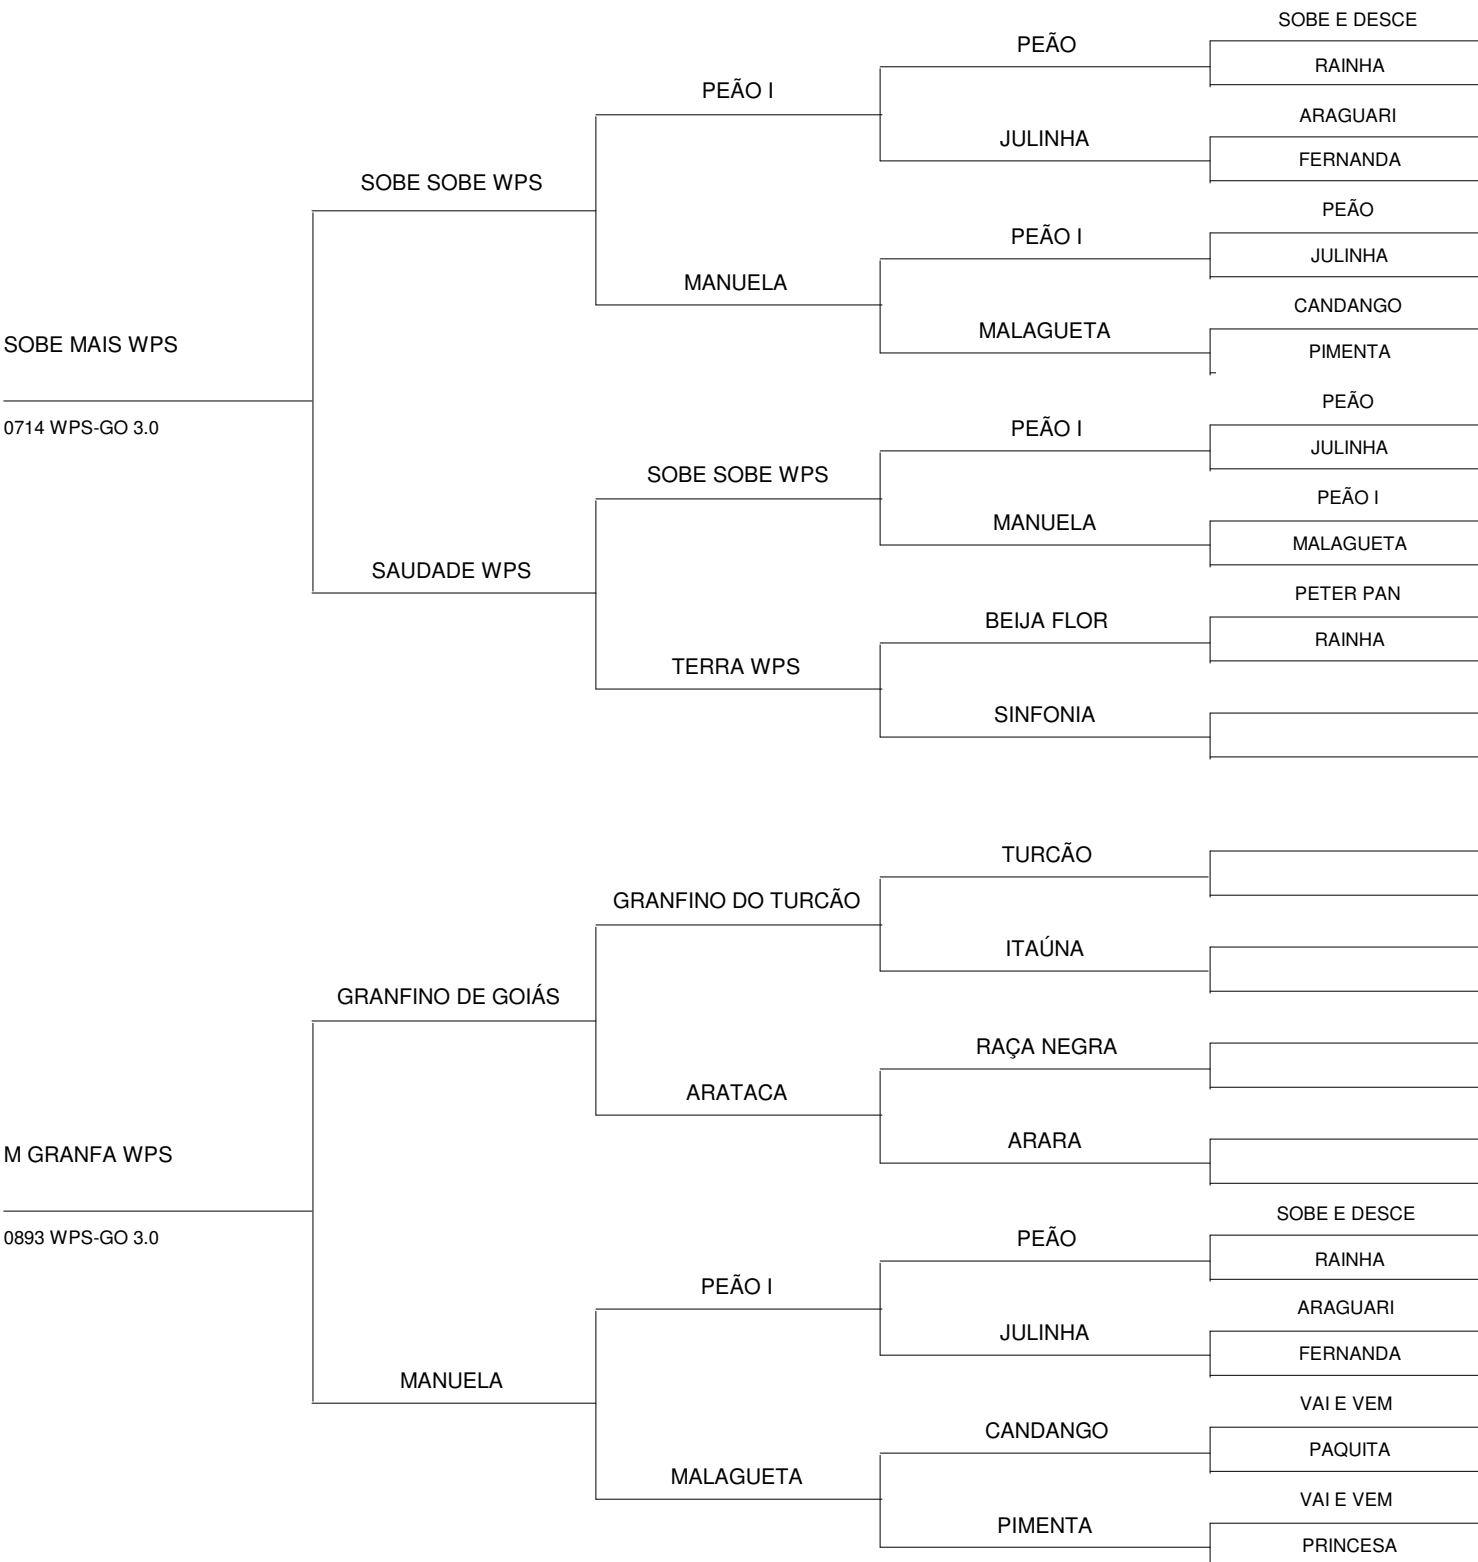 SOBE E DESCE
PEÃO
RAINHA
PEÃO I
ARAGUARI
JULINHA
FERNANDA
SOBE SOBE WPS
PEÃO
PEÃO I
JULINHA
MANUELA
CANDANGO
MALAGUETA
SOBE MAIS WPS
PIMENTA
PEÃO
0714 WPS-GO 3.0
PEÃO I
JULINHA
SOBE SOBE WPS
PEÃO I
MANUELA
MALAGUETA
SAUDADE WPS
PETER PAN
BEIJA FLOR
RAINHA
TERRA WPS
SINFONIA
TURCÃO
GRANFINO DO TURCÃO
ITAÚNA
GRANFINO DE GOIÁS
RAÇA NEGRA
ARATACA
ARARA
M GRANFA WPS
SOBE E DESCE
0893 WPS-GO 3.0
PEÃO
RAINHA
PEÃO I
ARAGUARI
JULINHA
FERNANDA
MANUELA
VAI E VEM
CANDANGO
PAQUITA
MALAGUETA
VAI E VEM
PIMENTA
PRINCESA